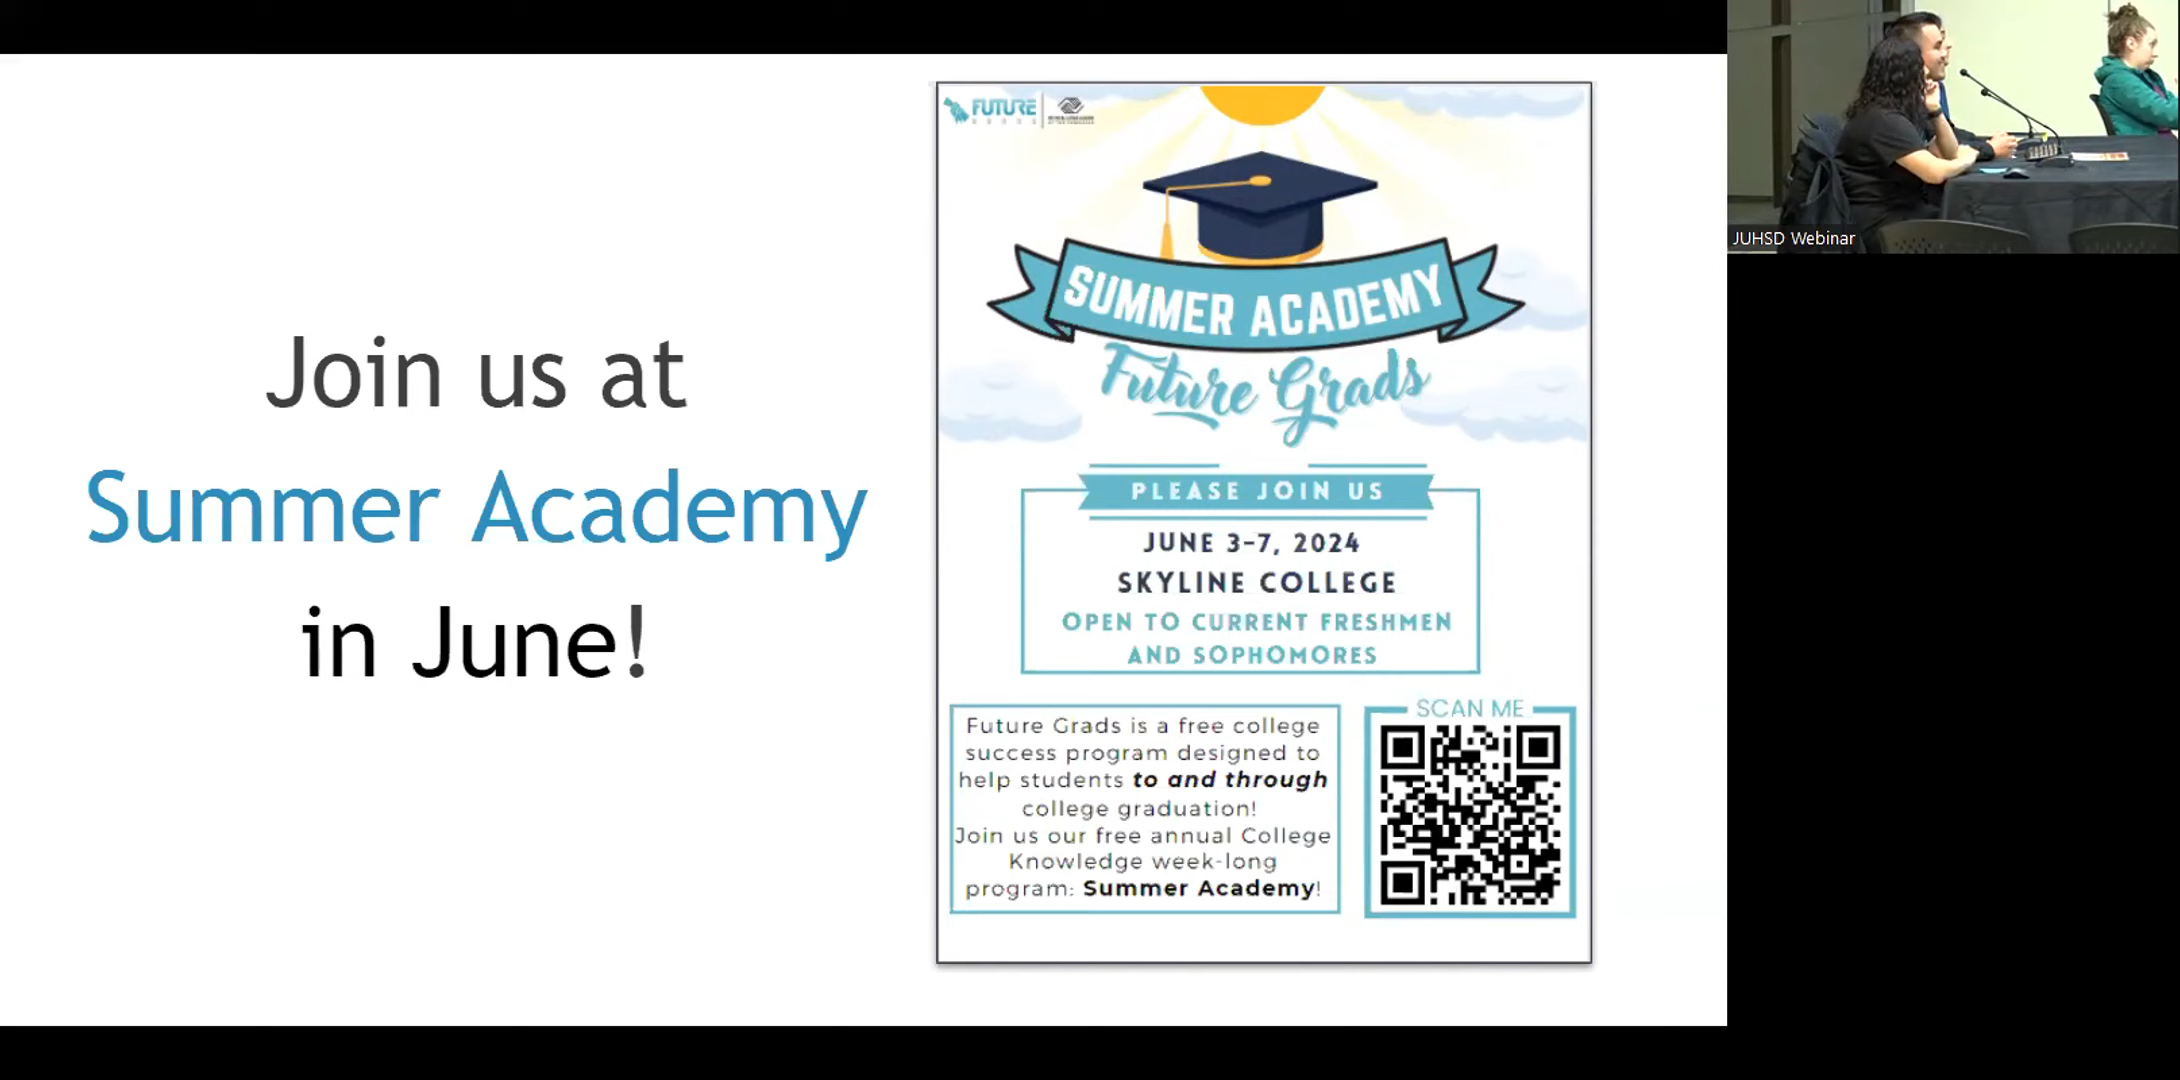 Join us at
Summer Academy
in June!
FUTURE
SUMMER ACADEMY
Future Grads
PLEASE JOIN US
JUNE 3-7, 2024
SKYLINE COLLEGE
OPEN TO CURRENT FRESHMEN
AND SOPHOMORES
Future Grads is a free college
success program designed to
help students to and through
college graduation!
Join us our free annual College
Knowledge week-long
program: Summer Academy!
SCAN ME
JUHSD Webinar